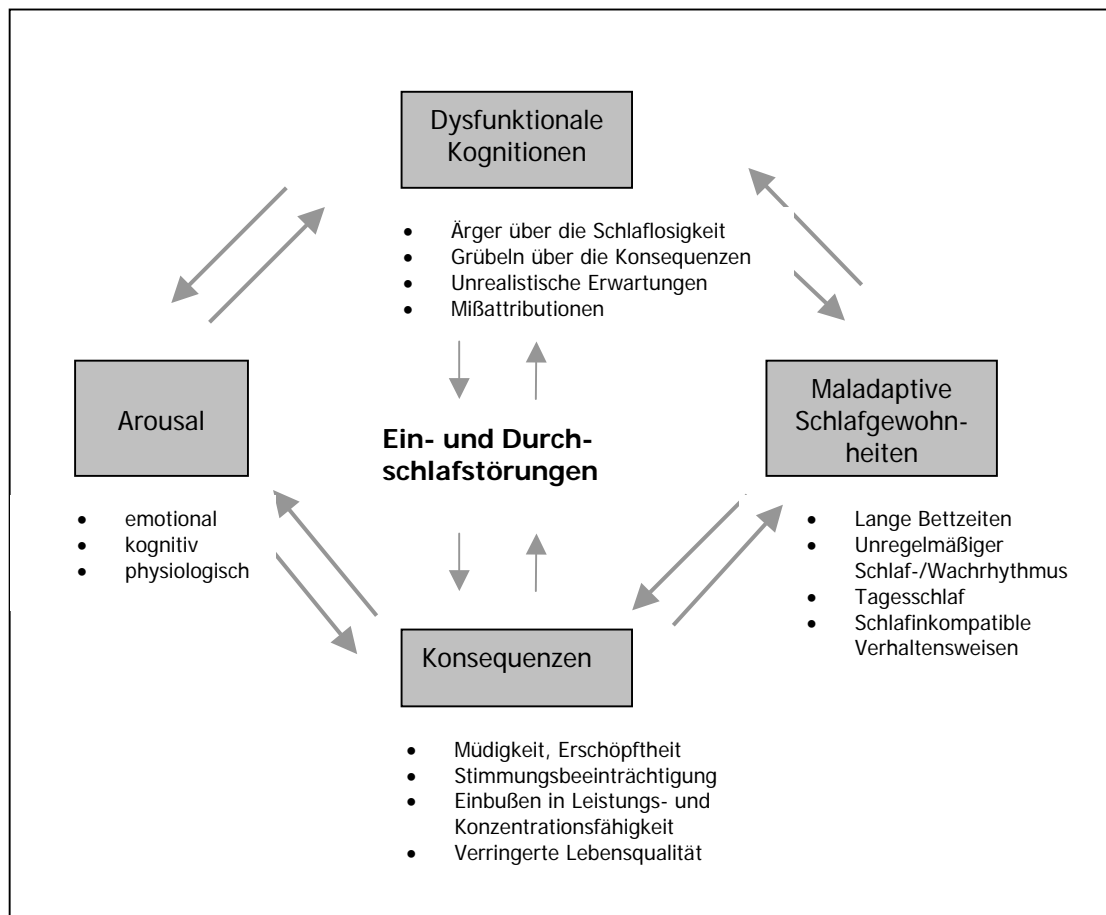 Dysfunktionale
Kognitionen
• Ärger über die Schlaflosigkeit
• Grübeln über die Konsequenzen
• Unrealistische Erwartungen
• Mißattributionen
Arousal
• emotional
• kognitiv
• physiologisch
Ein- und Durch-
schlafstörungen
Maladaptive
Schlafgewohn-
heiten
• Lange Bettzeiten
• Unregelmäßiger
Schlaf-/Wachrhythmus
• Tagesschlaf
• Schlafinkompatible
Verhaltensweisen
Konsequenzen
• Müdigkeit, Erschöpftheit
• Stimmungsbeeinträchtigung
• Einbußen in Leistungs- und
Konzentrationsfähigkeit
• Verringerte Lebensqualität